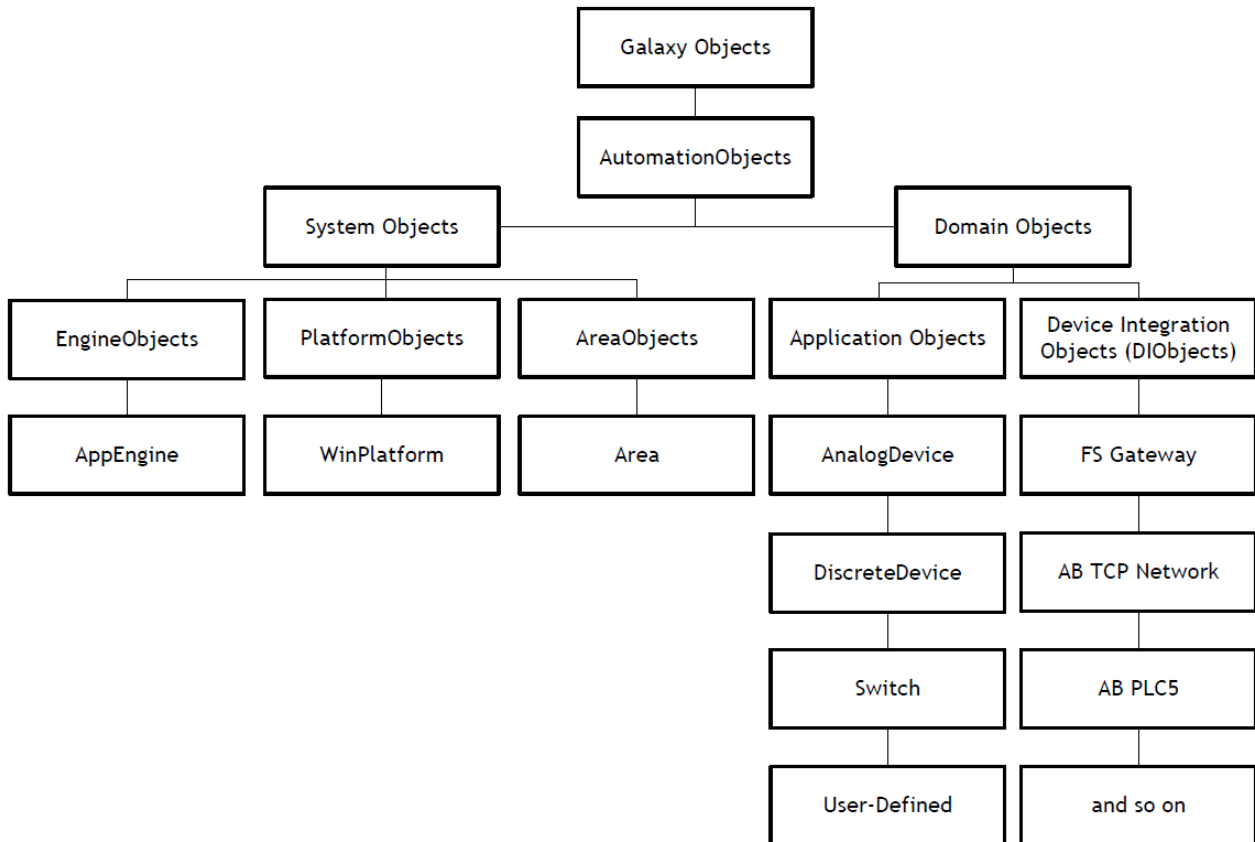 Galaxy Objects
AutomationObjects
System Objects
Domain Objects
EngineObjects
PlatformObjects
AreaObjects
Application Objects
Device Integration
Objects (DIObjects)
AppEngine
WinPlatform
Area
AnalogDevice
FS Gateway
DiscreteDevice
AB TCP Network
Switch
AB PLC5
User-Defined
and so on